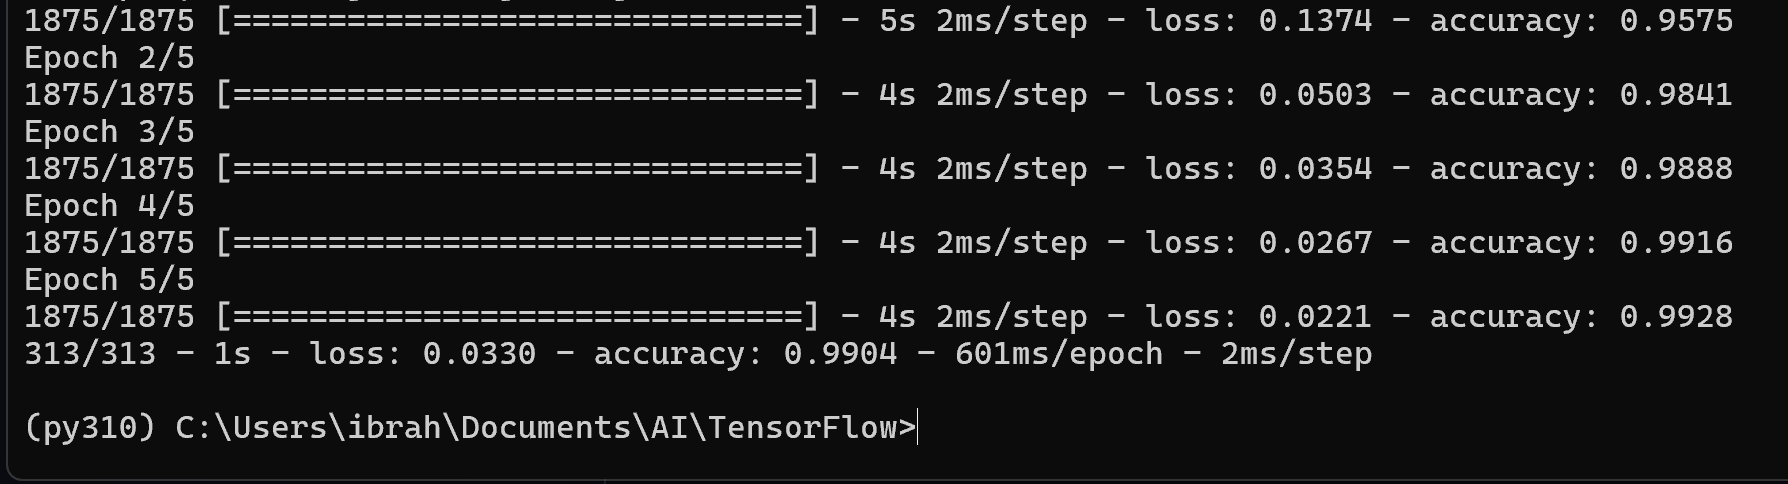 1875/1875 [==============================] - 5s 2ms/step - loss: 0.1374 - accuracy: 0.9575
Epoch 2/5
1875/1875 [==============================] - 4s 2ms/step - loss: 0.0503 - accuracy: 0.9841
Epoch 3/5
1875/1875 [==============================] - 4s 2ms/step - loss: 0.0354 - accuracy: 0.9888
Epoch 4/5
1875/1875 [==============================] - 4s 2ms/step - loss: 0.0267 - accuracy: 0.9916
Epoch 5/5
1875/1875 [==============================] - 4s 2ms/step - loss: 0.0221 - accuracy: 0.9928
313/313 - 1s - loss: 0.0330 - accuracy: 0.9904 - 601ms/epoch - 2ms/step
(py310) C:\Users\ibrah\Documents\AI\TensorFlow>